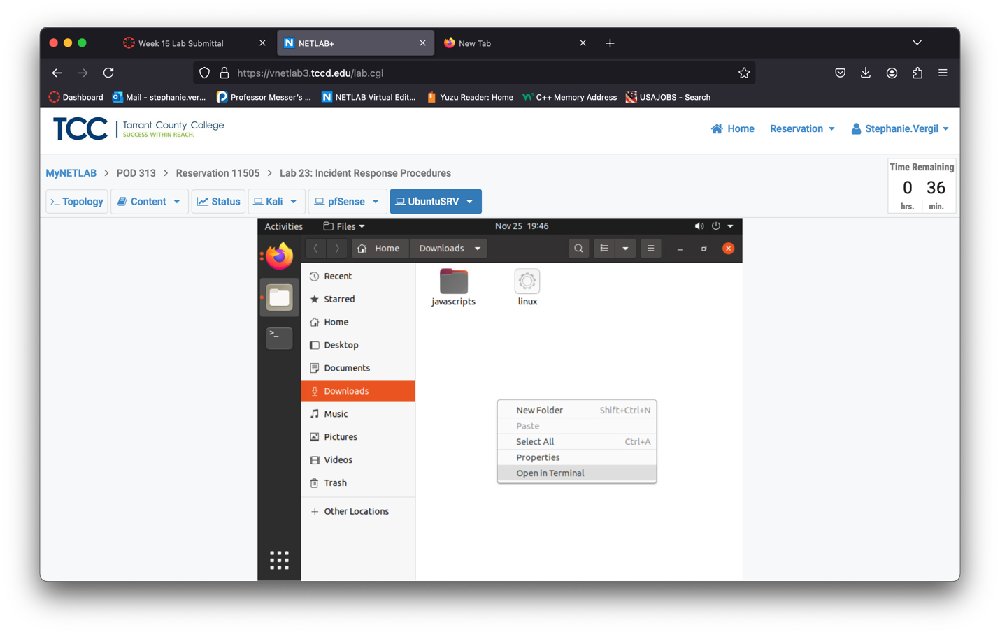 Week 15 Lab Submittal
NETLAB+
New Tab
https://vnetlab3.tccd.edu/lab.cgi
Dashboard
Mail - stephanie.ver...
Professor Messer's ...
NETLAB Virtual Edit...
Yuzu Reader: Home
C++ Memory Address
USAJOBS - Search
TCC
Tarrant County College
SUCCESS WITHIN REACH.
Home
Reservation
Stephanie.Vergil
MyNETLAB > POD 313 > Reservation 11505 > Lab 23: Incident Response Procedures
Time Remaining
0 36
hrs. min.
>_ Topology
Content
Status
Kali
pfSense
UbuntuSRV
Activities
Files
Nov 25 19:46
Home
Downloads
Recent
Starred
Home
Desktop
Documents
Downloads
Music
Pictures
Videos
Trash
+ Other Locations
javascripts
linux
New Folder Shift+Ctrl+N
Paste
Select All Ctrl+A
Properties
Open in Terminal